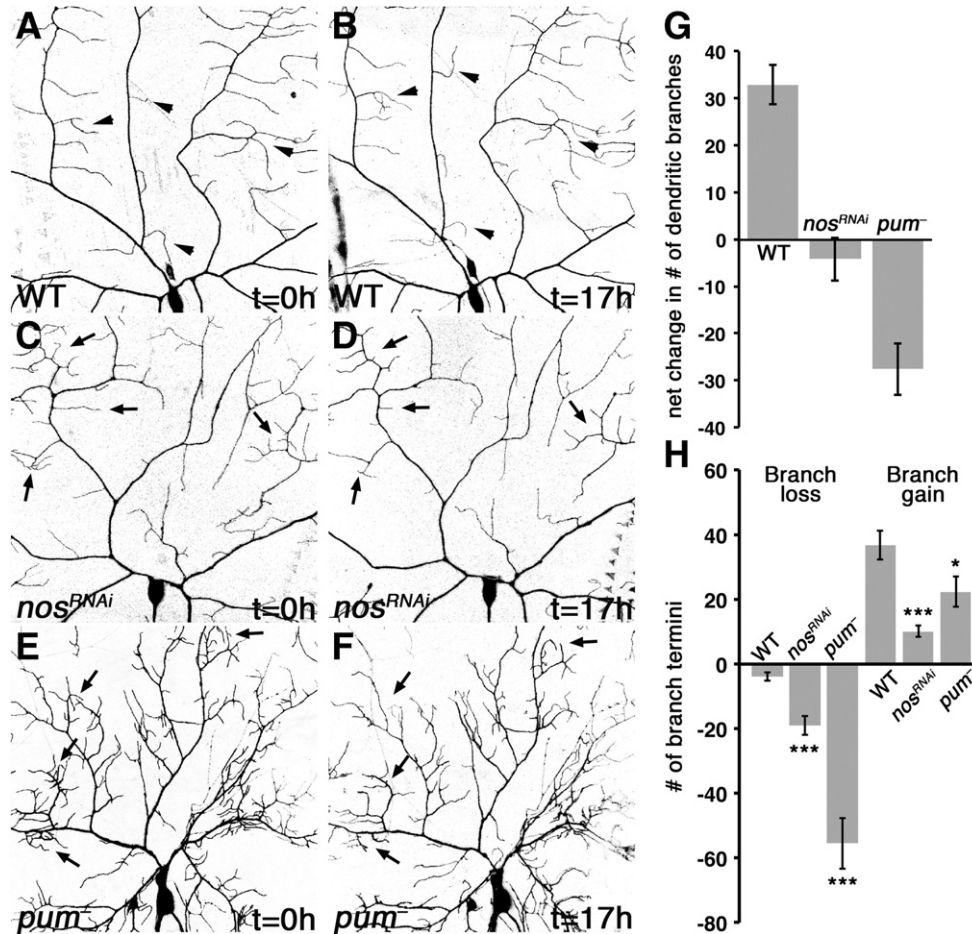 A
B
WT t=0h
WT t=17h
C
D
nosRNAi t=0h
nosRNAi t=17h
E
F
pum– t=0h
pum– t=17h
G
net change in # of dendritic branches
40
30
20
10
0
-10
-20
-30
-40
WT
nosRNAi pum–
H
# of branch termini
60
40
20
0
-20
-40
-60
-80
Branch
loss
Branch
gain
WT
nosRNAi
pum–
***
***
WT
nosRNAi
pum–
***
*